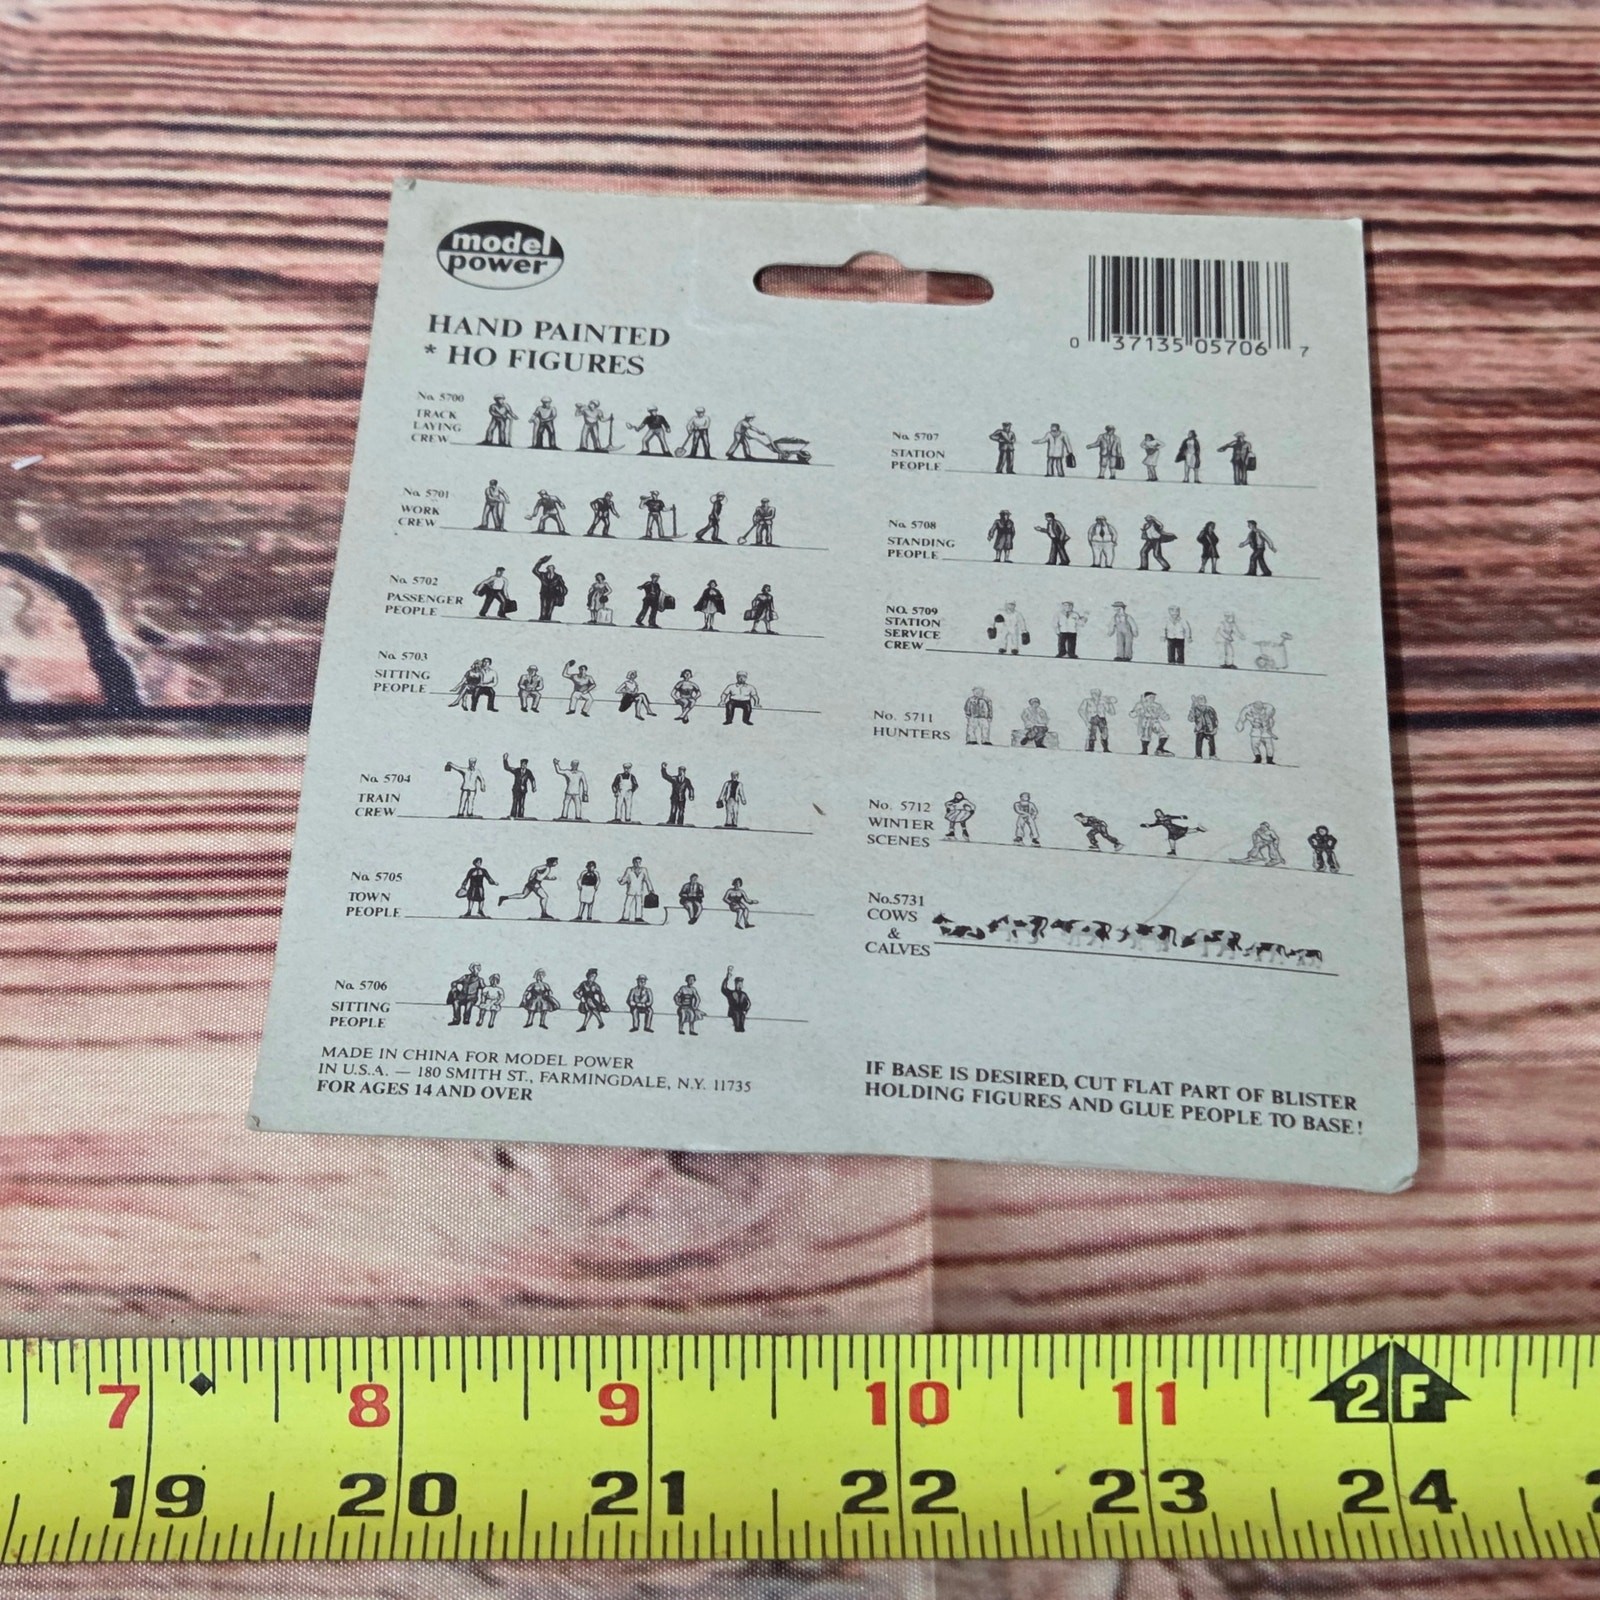 model
power
HAND PAINTED
* HO FIGURES
0 37135 05706 7
No. 5700
TRACK
LAYING
CREW
No. 5701
WORK
CREW
No. 5702
PASSENGER
PEOPLE
No. 5703
SITTING
PEOPLE
No. 5704
TRAIN
CREW
No. 5705
TOWN
PEOPLE
No. 5706
SITTING
PEOPLE
MADE IN CHINA FOR MODEL POWER
IN U.S.A. — 180 SMITH ST., FARMINGDALE, N.Y. 11735
FOR AGES 14 AND OVER
No. 5707
STATION
PEOPLE
No. 5708
STANDING
PEOPLE
NO. 5709
STATION
SERVICE
CREW
No. 5711
HUNTERS
No. 5712
WINTER
SCENES
No.5731
COWS
&
CALVES
IF BASE IS DESIRED, CUT FLAT PART OF BLISTER
HOLDING FIGURES AND GLUE PEOPLE TO BASE!
7 8 9 10 11 2F
19 20 21 22 23 24